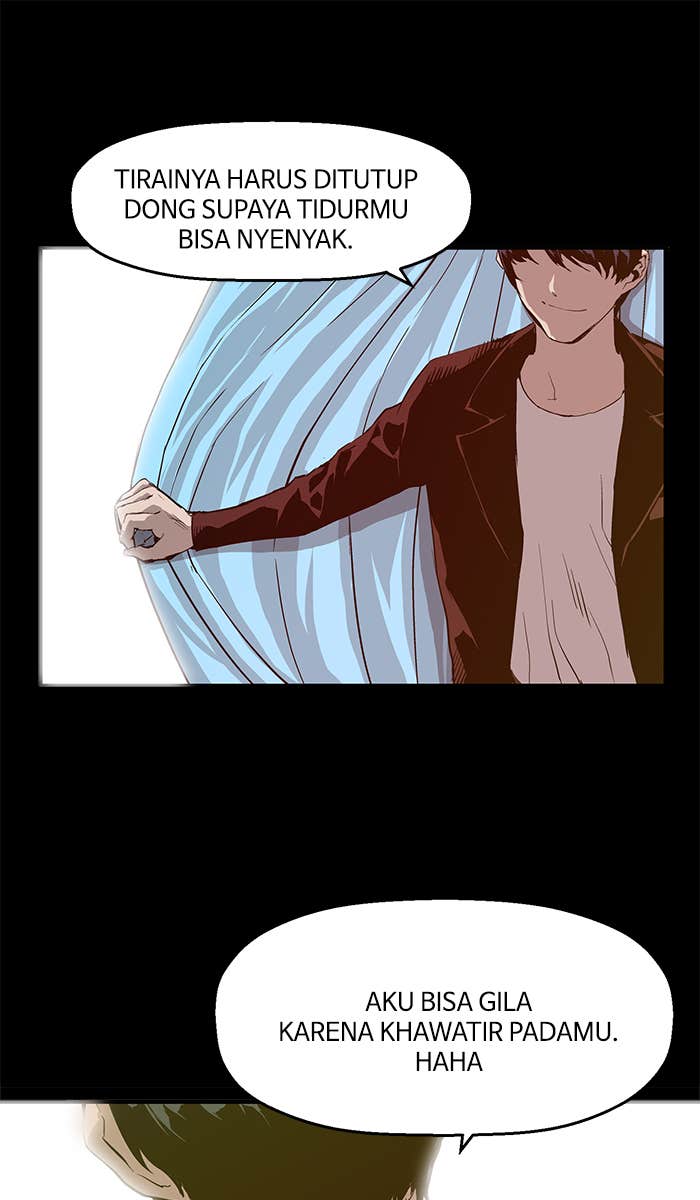 TIRAINYA HARUS DITUTUP
DONG SUPAYA TIDURMU
BISA NYENYAK.
AKU BISA GILA
KARENA KHAWATIR PADAMU.
HAHA